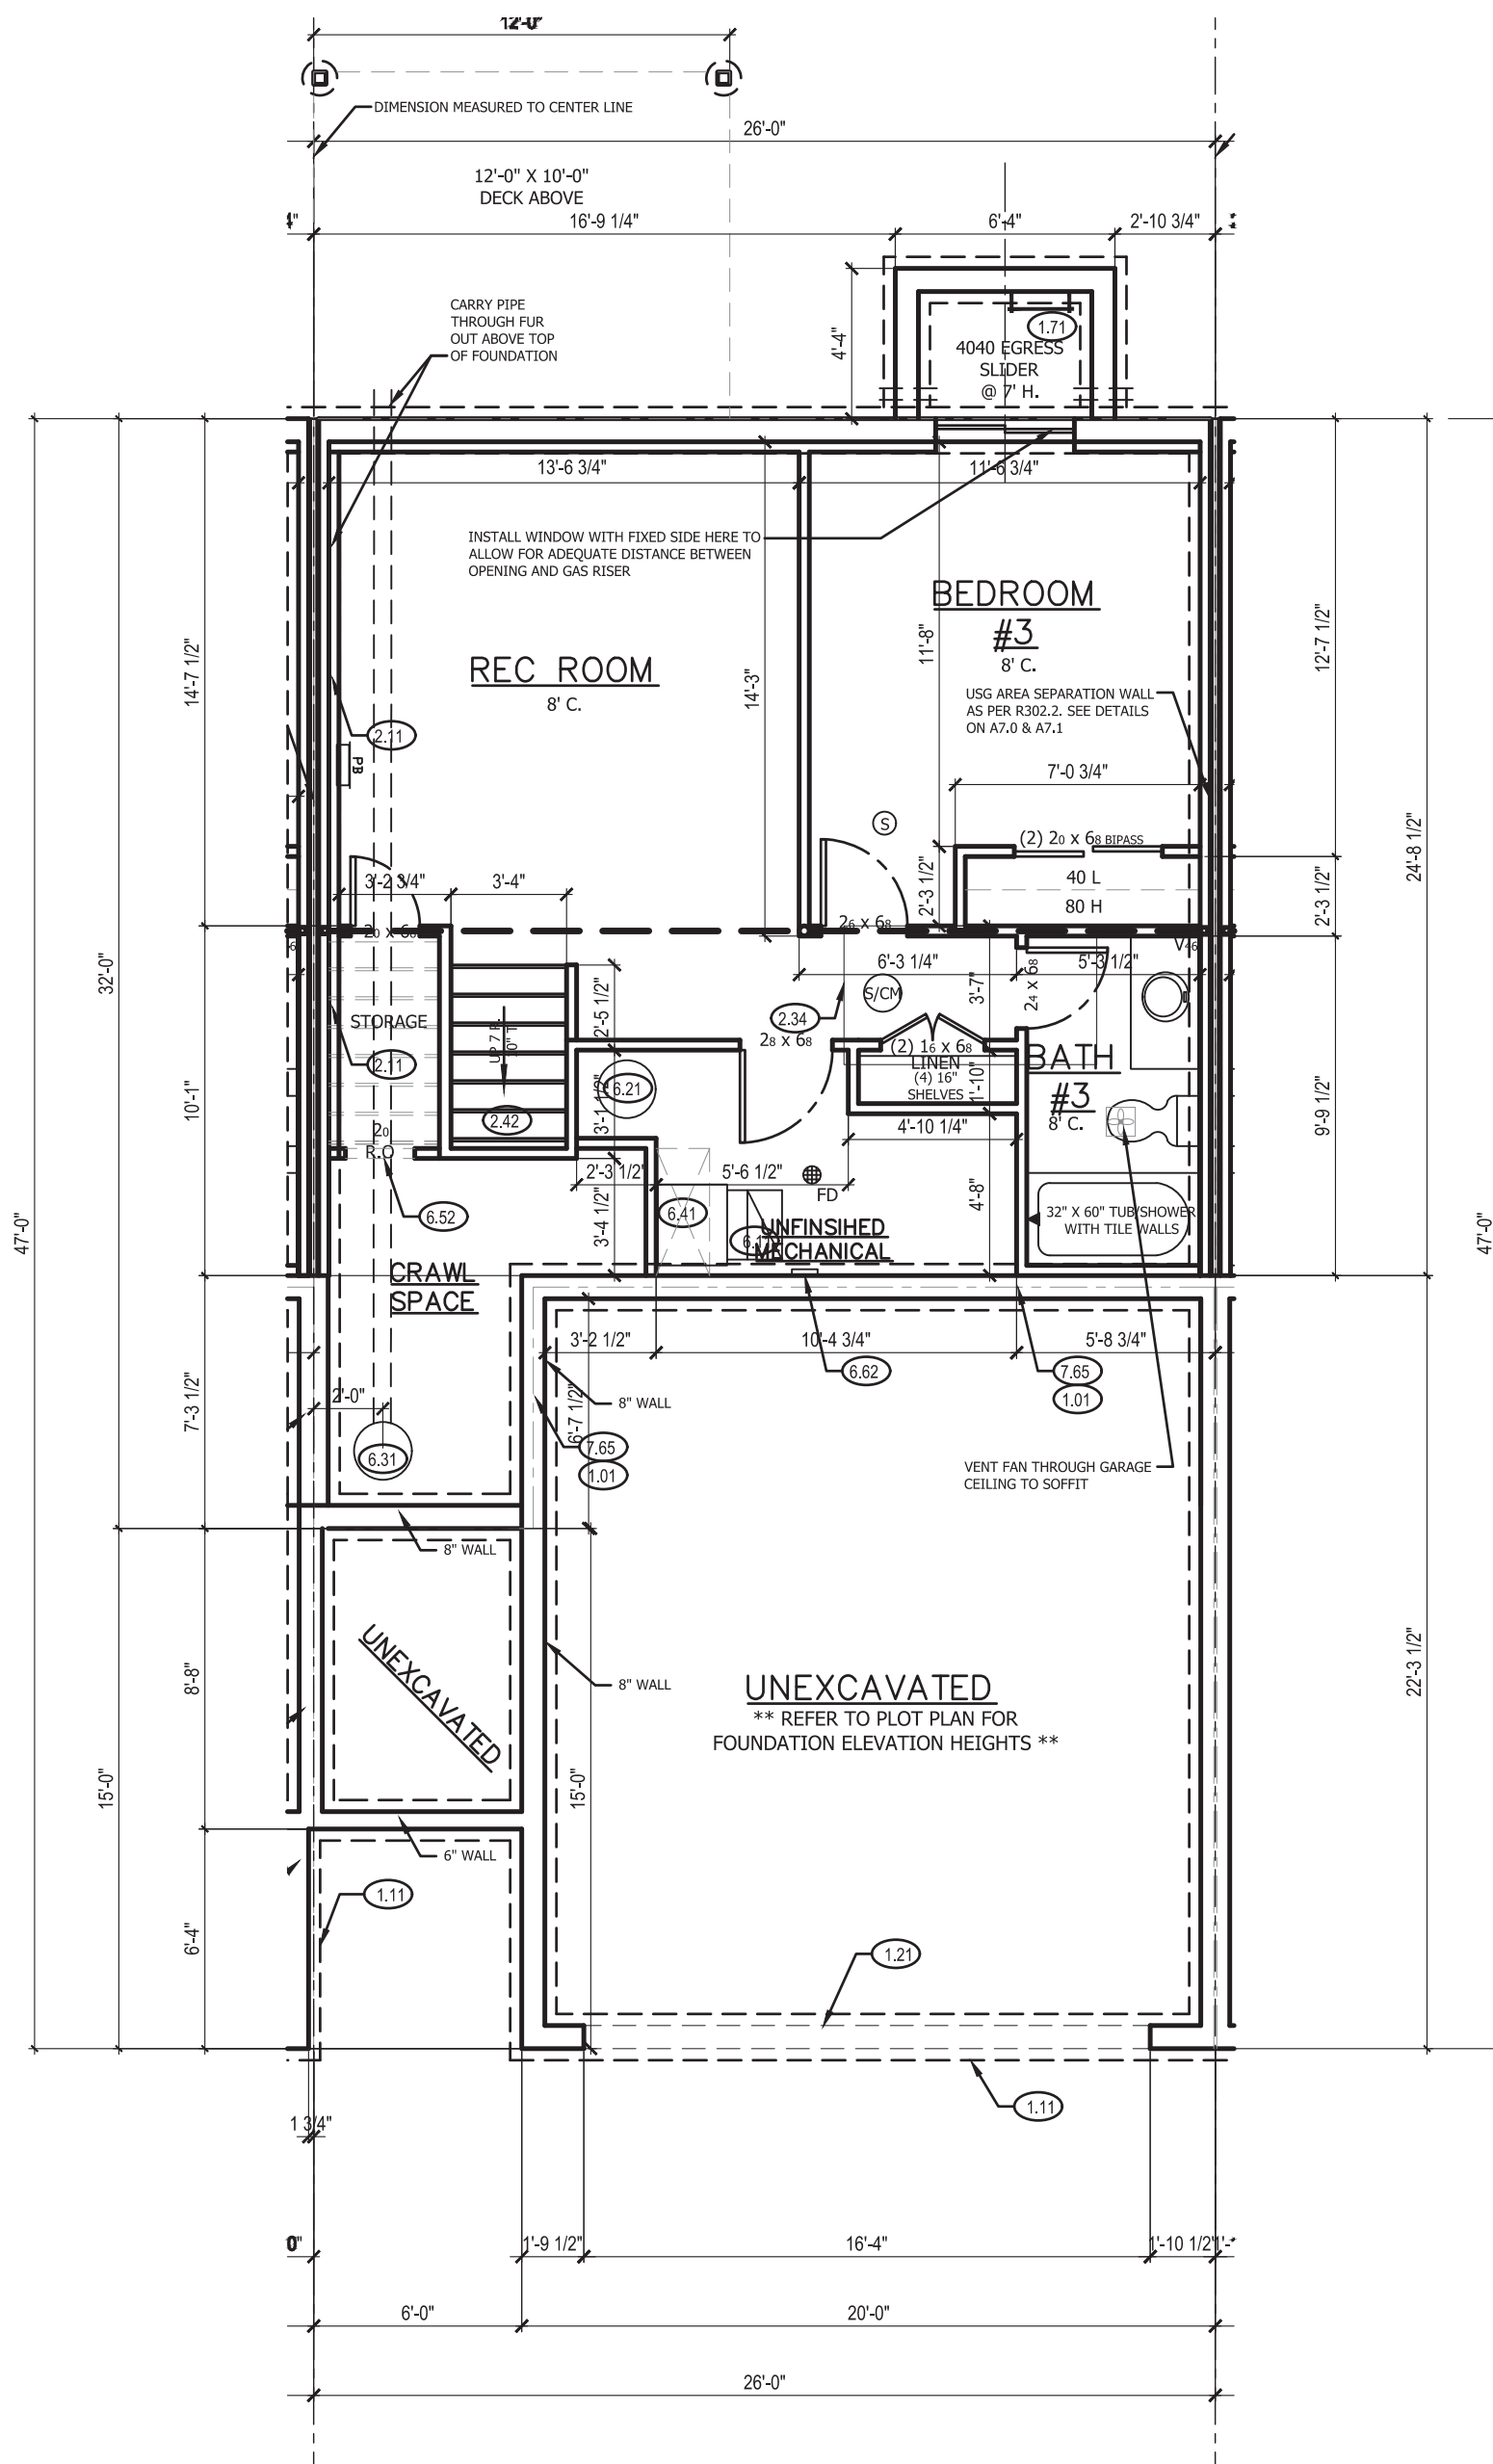 12'-0"
DIMENSION MEASURED TO CENTER LINE
26'-0"
12'-0" X 10'-0"
DECK ABOVE
16'-9 1/4"
6'-4"
2'-10 3/4"
CARRY PIPE
THROUGH FUR
OUT ABOVE TOP
OF FOUNDATION
4'-4"
1.71
4040 EGRESS
SLIDER
@ 7' H.
13'-6 3/4"
11'-6 3/4"
INSTALL WINDOW WITH FIXED SIDE HERE TO
ALLOW FOR ADEQUATE DISTANCE BETWEEN
OPENING AND GAS RISER
BEDROOM
#3
8' C.
REC ROOM
8' C.
14'-7 1/2"
14'-3"
11'-8"
12'-7 1/2"
USG AREA SEPARATION WALL
AS PER R302.2. SEE DETAILS
ON A7.0 & A7.1
2.11
PB
7'-0 3/4"
S
(2) 20 x 68 BIPASS
24'-8 1/2"
3'-2 3/4"
3'-4"
40 L
80 H
2'-3 1/2"
2'-3 1/2"
20 x 68
26 x 68
V46
32'-0"
6'-3 1/4"
5'-3 1/2"
3'-7"
24 x 68
S/CM
2'-5 1/2"
STORAGE
UP 7 R.
10" T
2.34
28 x 68
(2) 16 x 68
LINEN
(4) 16"
SHELVES
BATH
#3
8' C.
2.11
6.21
10'-1"
3'-1 1/2"
1'-10"
2.42
20
R.O
4'-10 1/4"
9'-9 1/2"
2'-3 1/2"
5'-6 1/2"
FD
4'-8"
3'-4 1/2"
6.52
6.41
32" X 60" TUB/SHOWER
WITH TILE WALLS
UNFINSIHED
MECHANICAL
47'-0"
47'-0"
CRAWL
SPACE
3'-2 1/2"
10'-4 3/4"
5'-8 3/4"
6.62
7.65
1.01
7'-3 1/2"
2'-0"
6'-7 1/2"
8" WALL
6.31
7.65
1.01
VENT FAN THROUGH GARAGE
CEILING TO SOFFIT
8" WALL
UNEXCAVATED
8'-8"
8" WALL
UNEXCAVATED
** REFER TO PLOT PLAN FOR
FOUNDATION ELEVATION HEIGHTS **
22'-3 1/2"
15'-0"
15'-0"
6" WALL
1.11
6'-4"
1.21
1.11
1 3/4"
0"
1'-9 1/2"
16'-4"
1'-10 1/2"
6'-0"
20'-0"
26'-0"